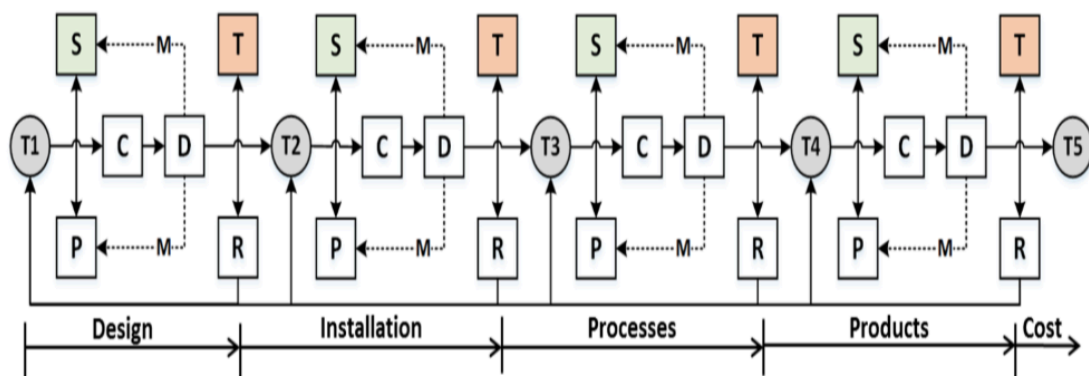 S T S T S T S T
M M M M
T1 C D T2 C D T3 C D T4 C D T5
P M R P M R P M R P M R
Design Installation Processes Products Cost